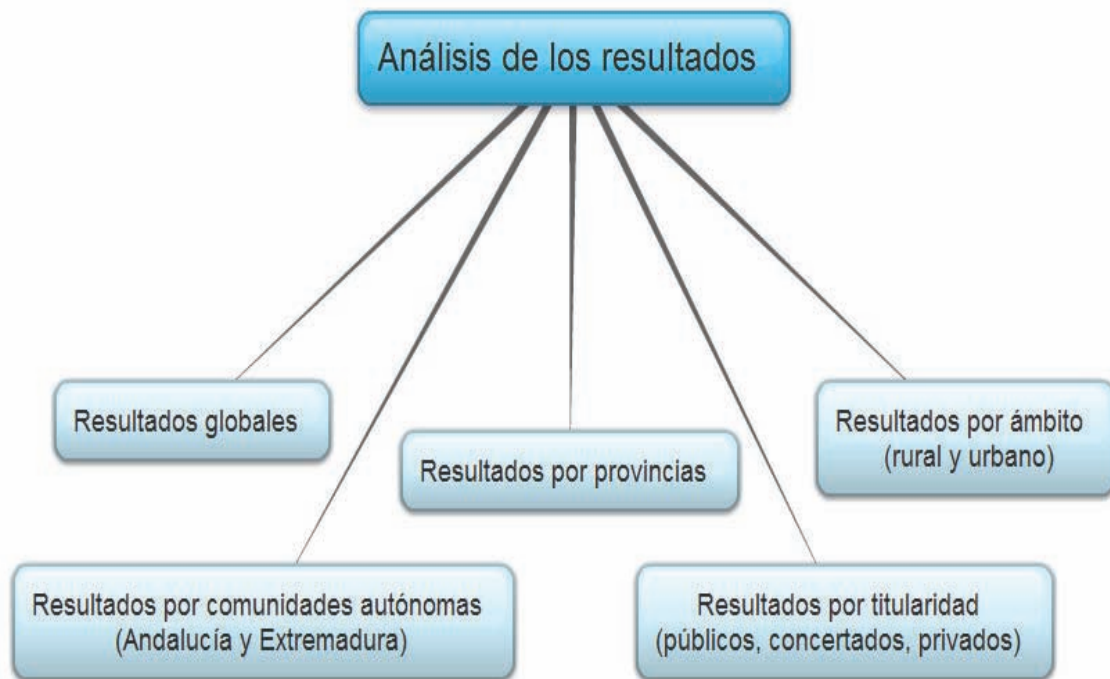 Análisis de los resultados
Resultados globales
Resultados por comunidades autónomas
(Andalucía y Extremadura)
Resultados por provincias
Resultados por titularidad
(públicos, concertados, privados)
Resultados por ámbito
(rural y urbano)